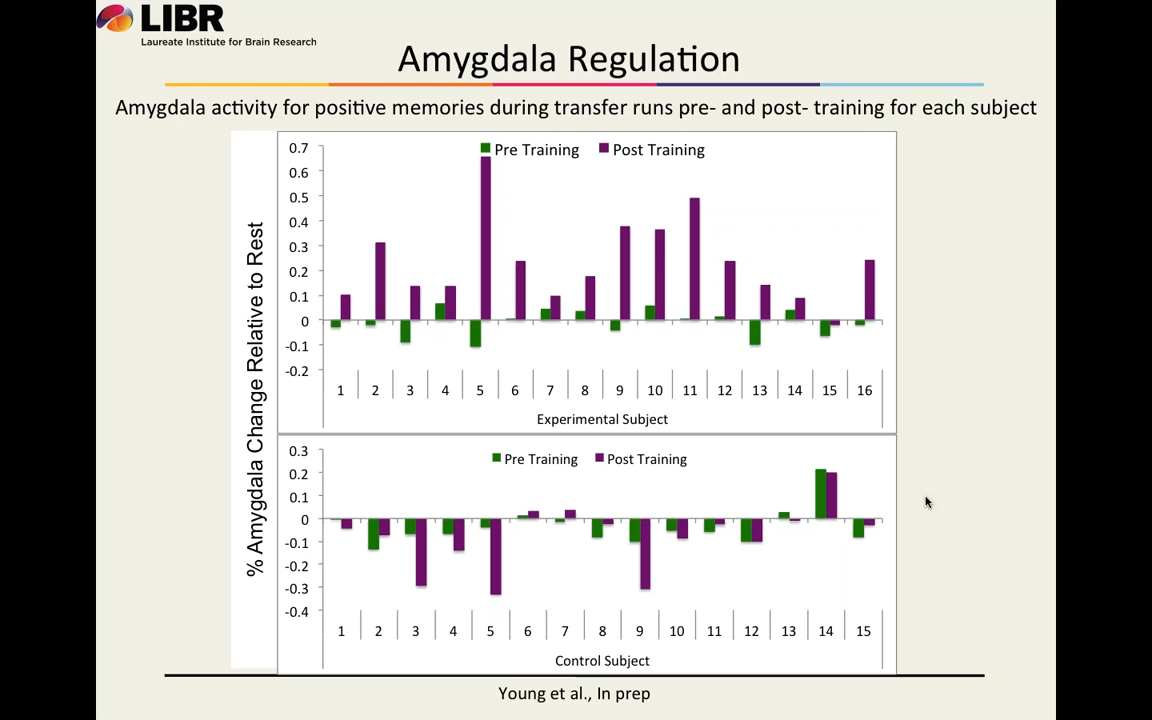 LIBR
Laureate Institute for Brain Research
Amygdala Regulation
Amygdala activity for positive memories during transfer runs pre- and post- training for each subject
% Amygdala Change Relative to Rest
Pre Training Post Training
0.7
0.6
0.5
0.4
0.3
0.2
0.1
0
-0.1
-0.2
1 2 3 4 5 6 7 8 9 10 11 12 13 14 15 16
Experimental Subject
Pre Training Post Training
0.3
0.2
0.1
0
-0.1
-0.2
-0.3
-0.4
1 2 3 4 5 6 7 8 9 10 11 12 13 14 15
Control Subject
Young et al., In prep